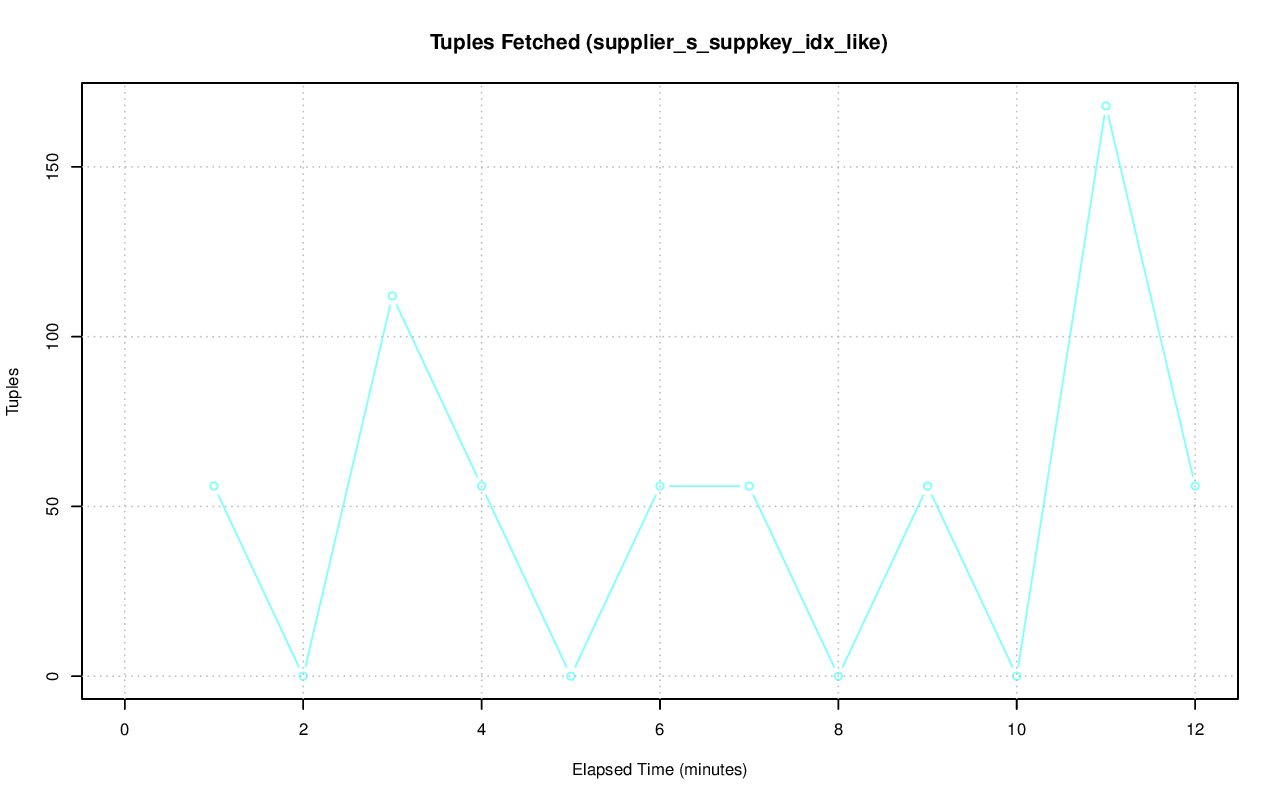 Tuples Fetched (supplier_s_suppkey_idx_like)
Tuples
150
100
50
0
0 2 4 6 8 10 12
Elapsed Time (minutes)